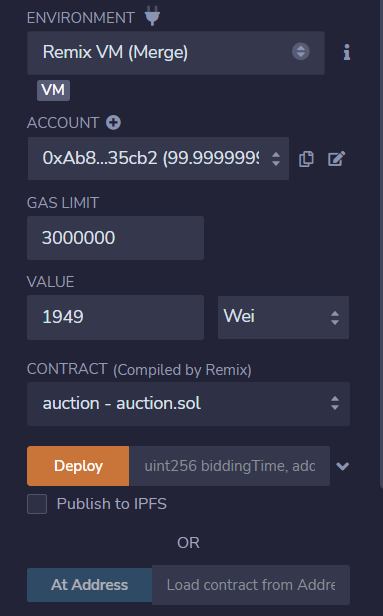 ENVIRONMENT
Remix VM (Merge)
VM
ACCOUNT
0xAb8...35cb2 (99.9999999
GAS LIMIT
3000000
VALUE
1949 Wei
CONTRACT (Compiled by Remix)
auction - auction.sol
Deploy uint256 biddingTime, adc
Publish to IPFS
OR
At Address Load contract from Addre